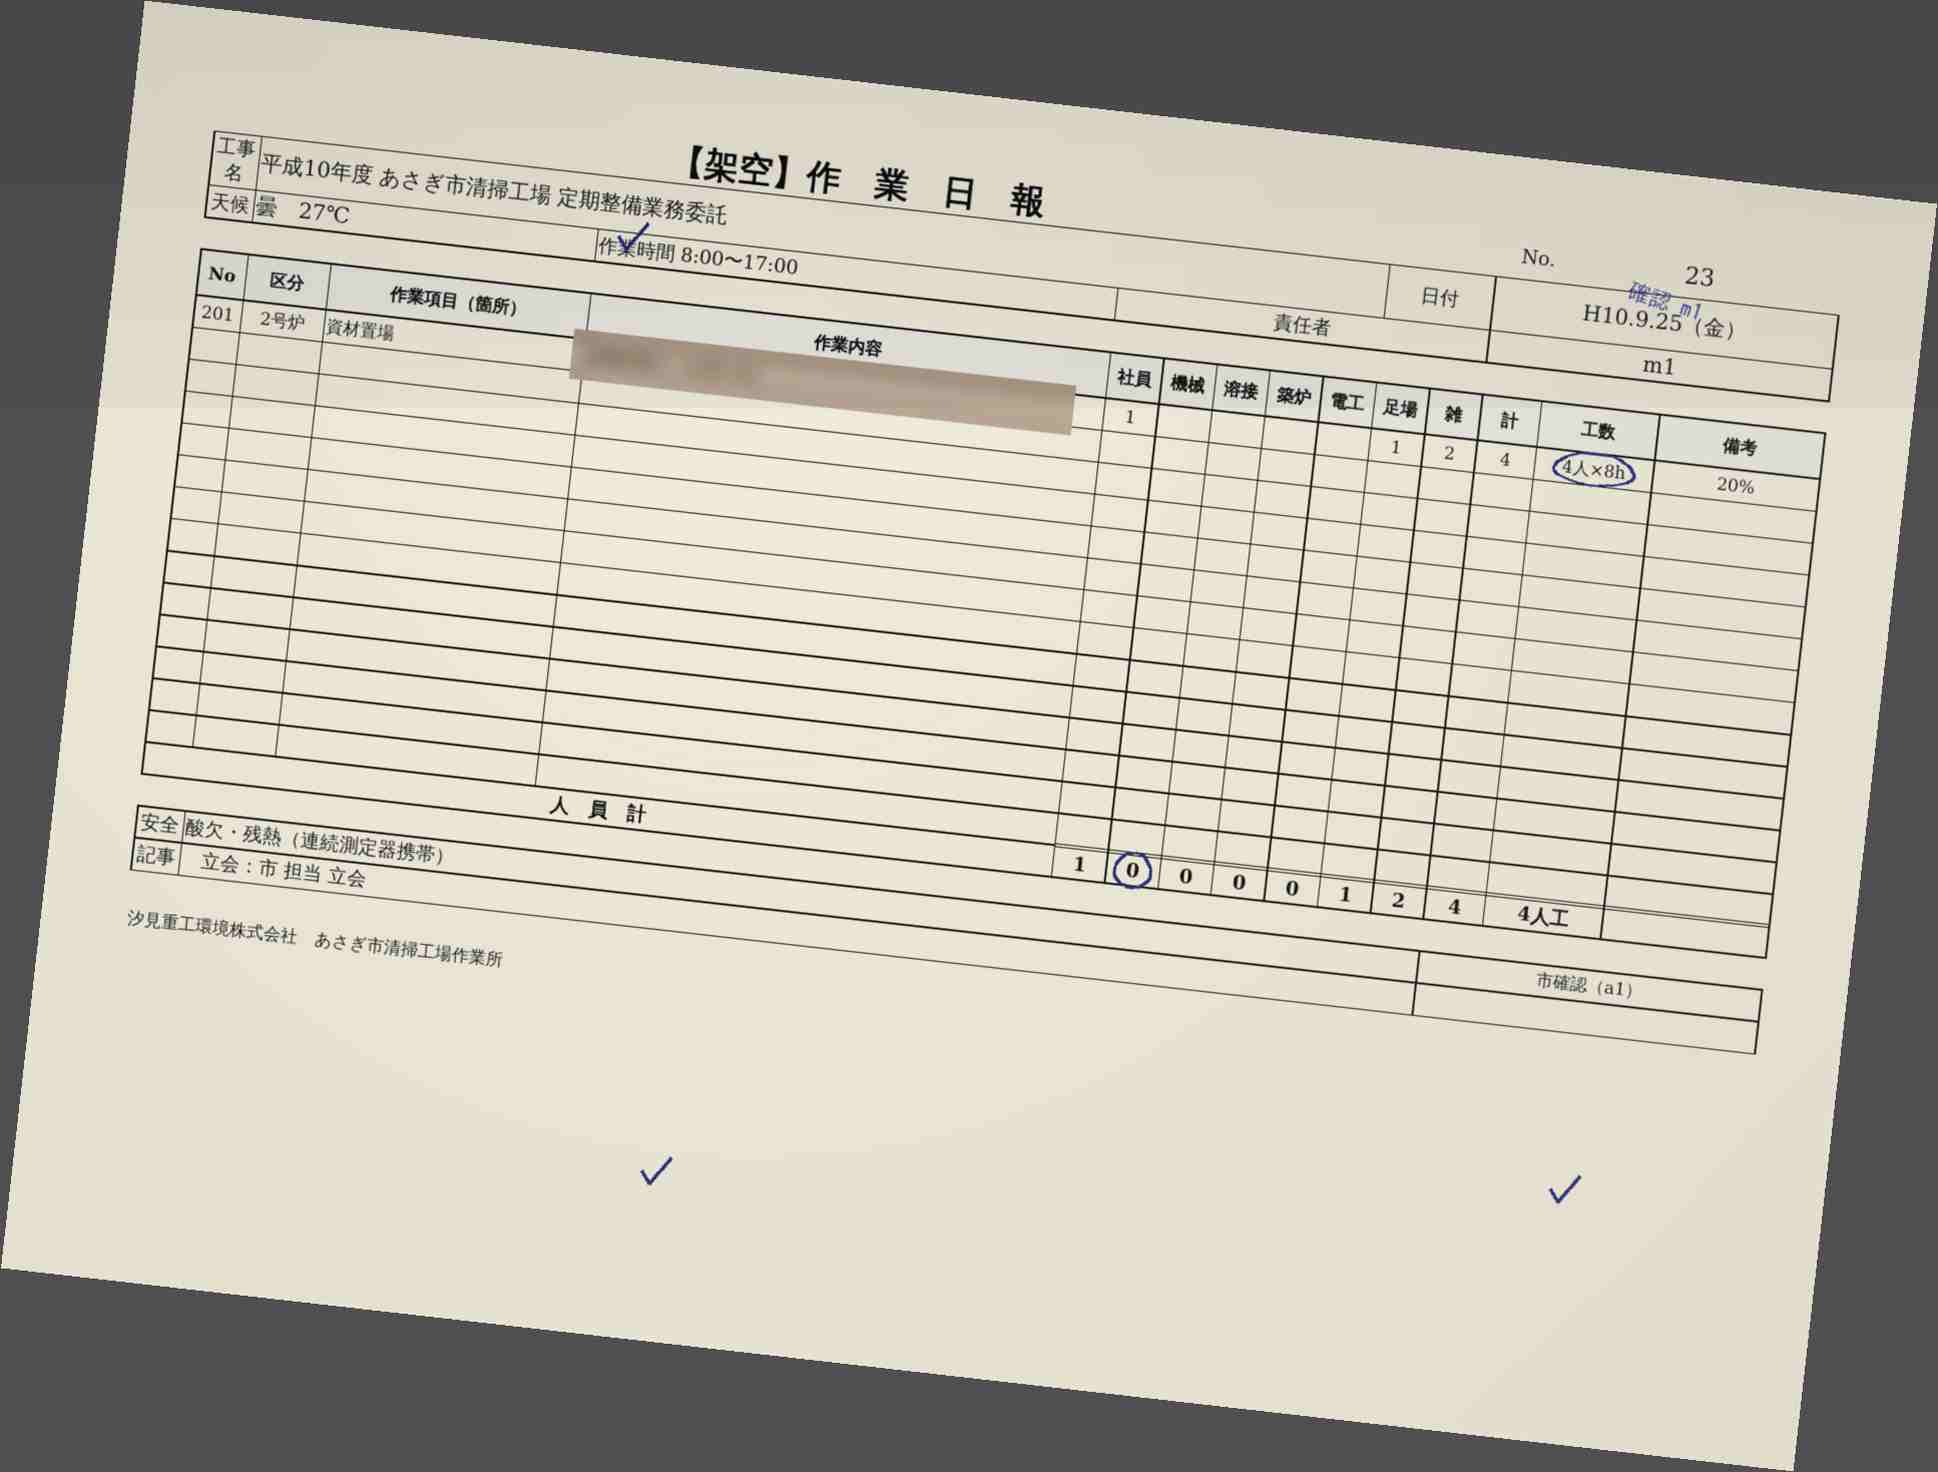 【架空】作 業 日 報
No. 23
工事名 平成10年度 あさぎ市清掃工場 定期整備業務委託 日付 H10.9.25（金）
確認 m1
天候 曇 27℃ 作業時間 8:00〜17:00 責任者 m1
No 区分 作業項目（箇所） 作業内容 社員 機械 溶接 築炉 電工 足場 雑 計 工数 備考
201 2号炉 資材置場 1 1 2 4 4人×8h 20%
人 員 計 1 0 0 0 0 1 2 4 4人工
安全 酸欠・残熱（連続測定器携帯） 市確認（a1）
記事 立会：市 担当 立会
汐見重工環境株式会社 あさぎ市清掃工場作業所